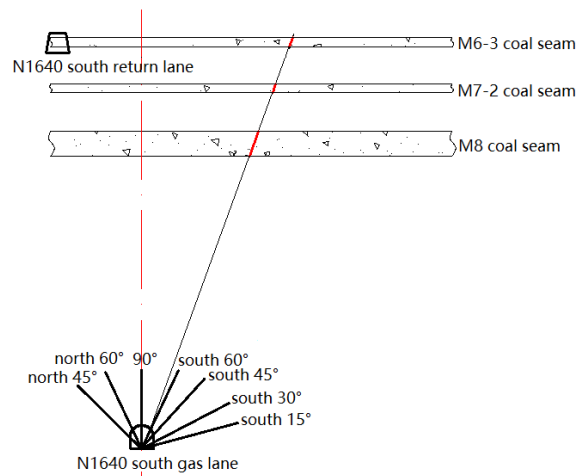 M6-3 coal seam
N1640 south return lane
M7-2 coal seam
M8 coal seam
north 60°
90°
south 60°
north 45°
south 45°
south 30°
south 15°
N1640 south gas lane